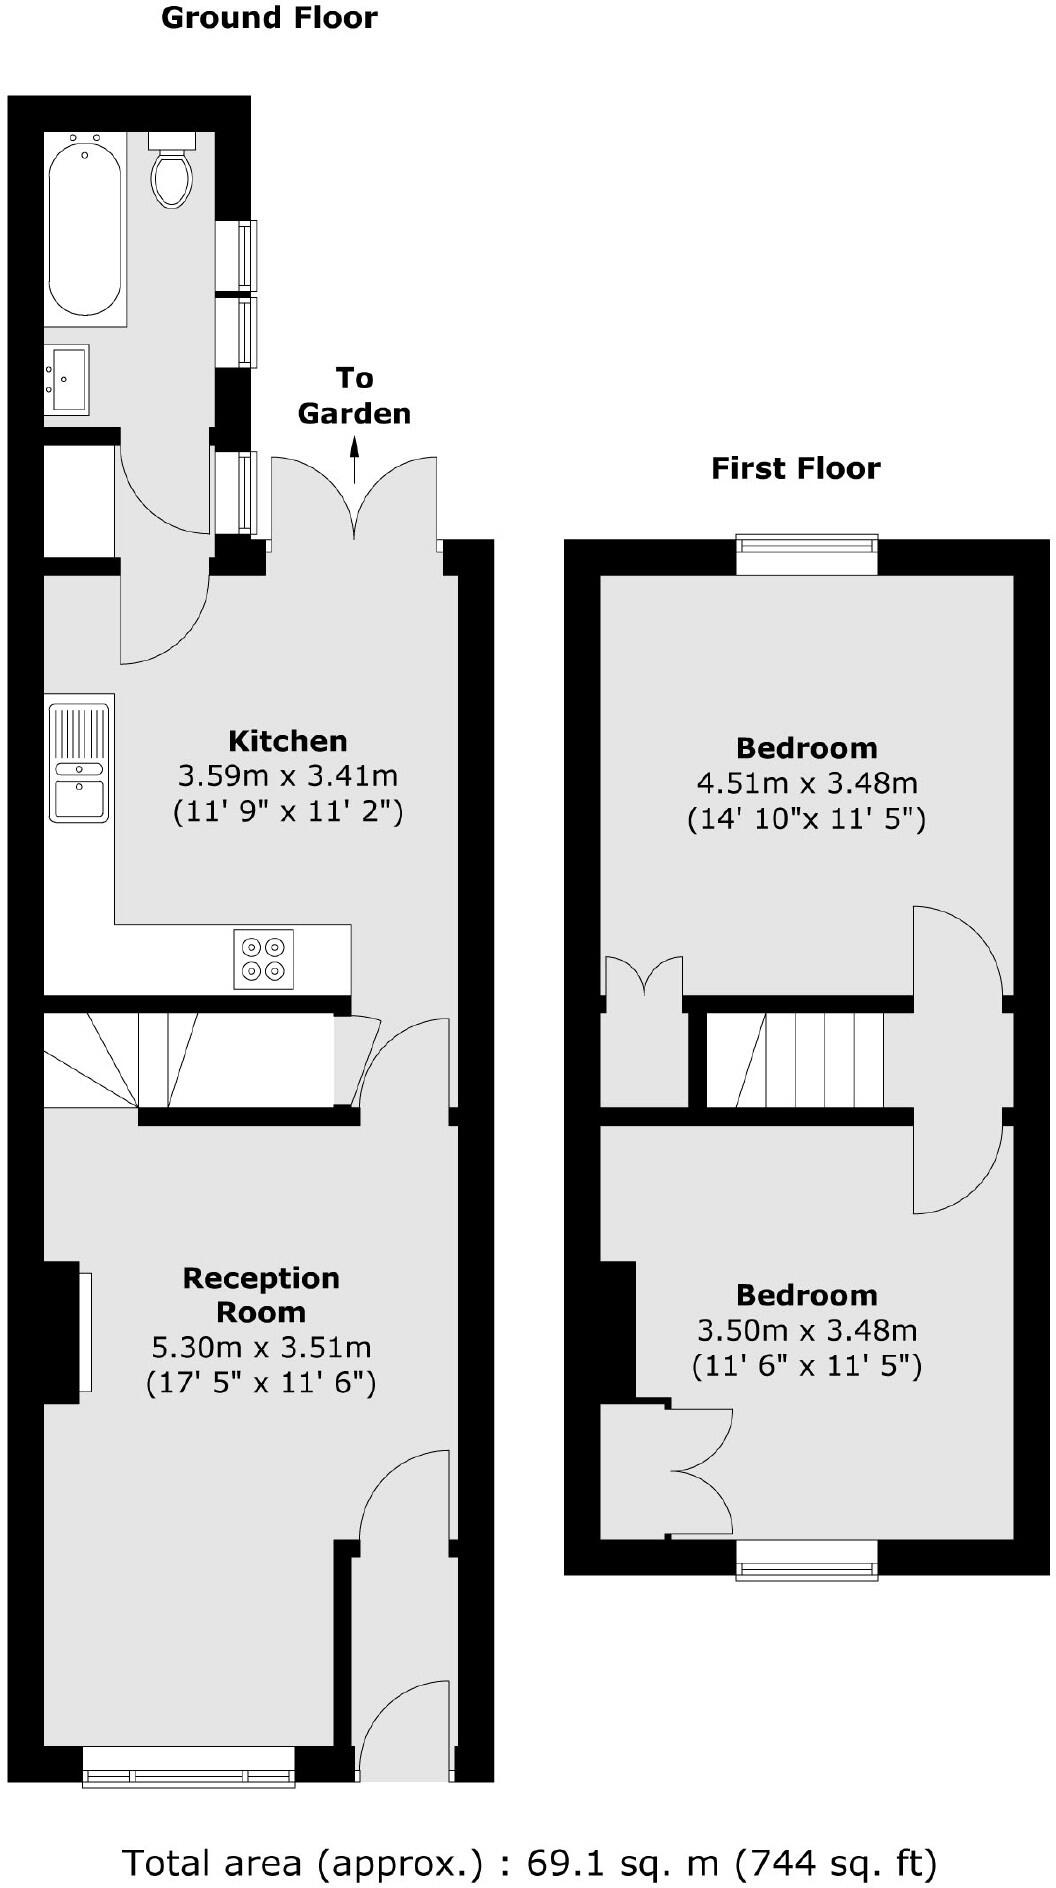 Ground Floor
To
Garden
Kitchen
3.59m x 3.41m
(11' 9" x 11' 2")
Reception
Room
5.30m x 3.51m
(17' 5" x 11' 6")
First Floor
Bedroom
4.51m x 3.48m
(14' 10"x 11' 5")
Bedroom
3.50m x 3.48m
(11' 6" x 11' 5")
Total area (approx.) : 69.1 sq. m (744 sq. ft)